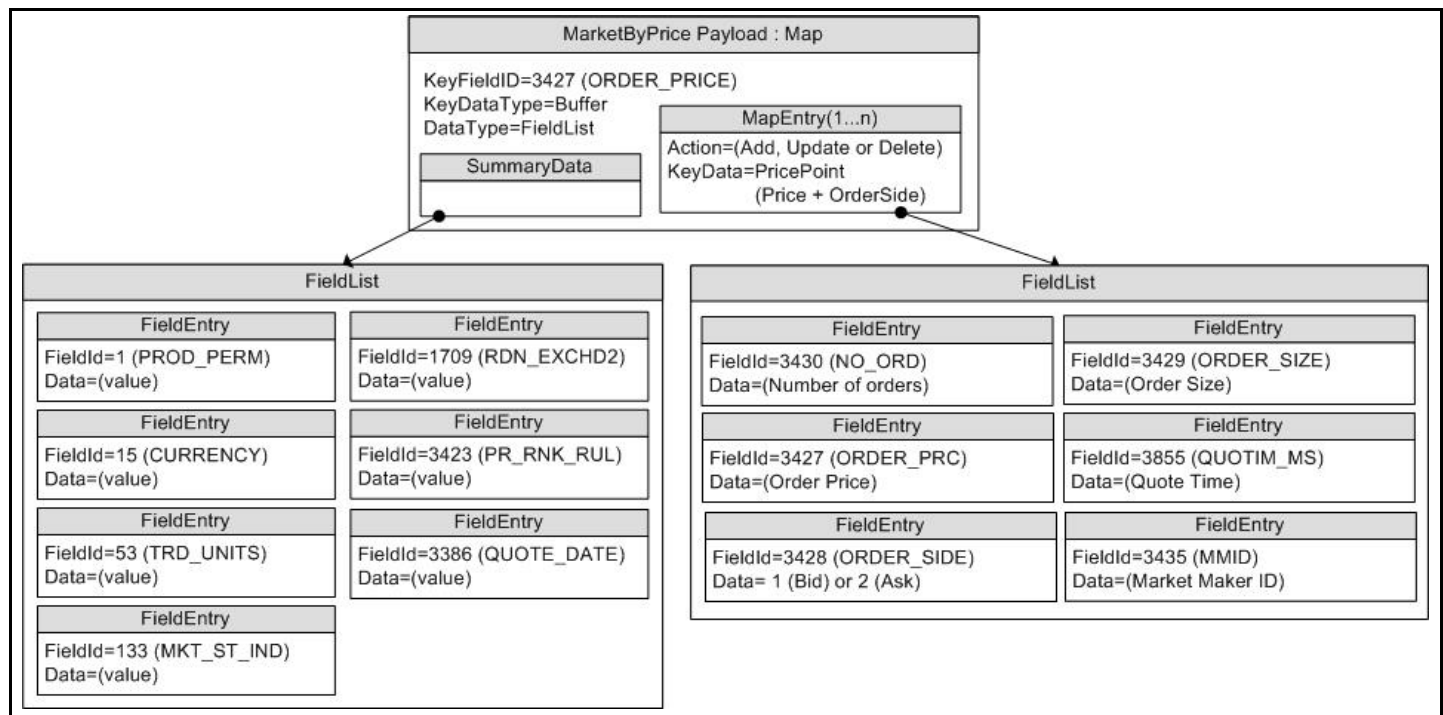 MarketByPrice Payload : Map
KeyFieldID=3427 (ORDER_PRICE)
KeyDataType=Buffer
DataType=FieldList
SummaryData
MapEntry(1...n)
Action=(Add, Update or Delete)
KeyData=PricePoint
(Price + OrderSide)
FieldList
FieldEntry
FieldId=1 (PROD_PERM)
Data=(value)
FieldEntry
FieldId=1709 (RDN_EXCHD2)
Data=(value)
FieldEntry
FieldId=15 (CURRENCY)
Data=(value)
FieldEntry
FieldId=3423 (PR_RNK_RUL)
Data=(value)
FieldEntry
FieldId=53 (TRD_UNITS)
Data=(value)
FieldEntry
FieldId=3386 (QUOTE_DATE)
Data=(value)
FieldEntry
FieldId=133 (MKT_ST_IND)
Data=(value)
FieldList
FieldEntry
FieldId=3430 (NO_ORD)
Data=(Number of orders)
FieldEntry
FieldId=3429 (ORDER_SIZE)
Data=(Order Size)
FieldEntry
FieldId=3427 (ORDER_PRC)
Data=(Order Price)
FieldEntry
FieldId=3855 (QUOTIM_MS)
Data=(Quote Time)
FieldEntry
FieldId=3428 (ORDER_SIDE)
Data= 1 (Bid) or 2 (Ask)
FieldEntry
FieldId=3435 (MMID)
Data=(Market Maker ID)